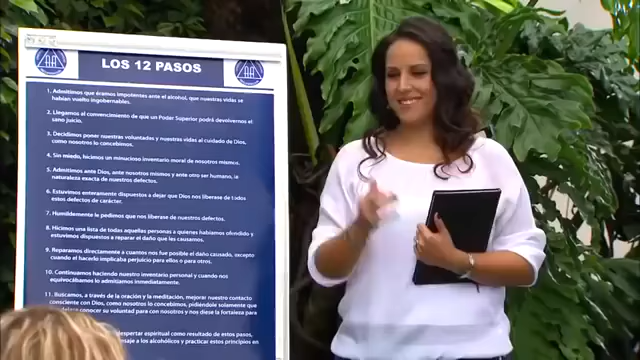 AA
LOS 12 PASOS
AA
1. Admitimos que éramos impotentes ante el alcohol, que nuestras vidas se
habían vuelto ingobernables.
2. Llegamos al convencimiento de que un Poder Superior podrá devolvernos el
sano juicio.
3. Decidimos poner nuestras voluntades y nuestras vidas al cuidado de Dios,
como nosotros lo concebimos.
4. Sin miedo, hicimos un minucioso inventario moral de nosotros mismos.
5. Admitimos ante Dios, ante nosotros mismos y ante otro ser humano, la
naturaleza exacta de nuestros defectos.
6. Estuvimos enteramente dispuestos a dejar que Dios nos liberase de todos
estos defectos de carácter.
7. Humildemente le pedimos que nos liberase de nuestros defectos.
8. Hicimos una lista de todas aquellas personas a quienes habíamos ofendido y
estuvimos dispuestos a reparar el daño que les causamos.
9. Reparamos directamente a cuantos nos fue posible el daño causado, excepto
cuando el hacerlo implicaba perjuicio para ellos o para otros.
10. Continuamos haciendo nuestro inventario personal y cuando nos
equivocábamos lo admitíamos inmediatamente.
11. Buscamos, a través de la oración y la meditación, mejorar nuestro contacto
consciente con Dios, como nosotros lo concebimos, pidiéndole solamente que
nos dejase conocer su voluntad para con nosotros y nos diese la fortaleza para
despertar espiritual como resultado de estos pasos,
mensaje a los alcohólicos y practicar estos principios en